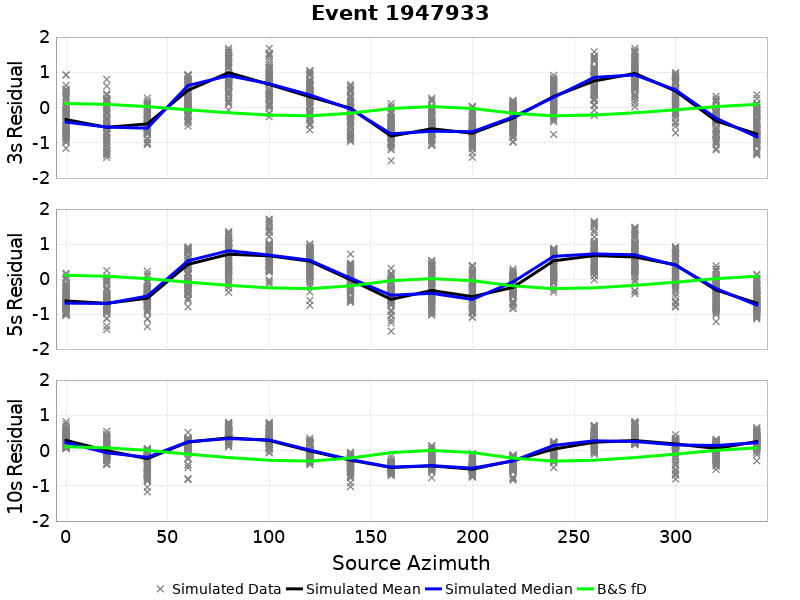 Event 1947933
3s Residual
2
1
0
-1
-2
5s Residual
2
1
0
-1
-2
10s Residual
2
1
0
-1
-2
0 50 100 150 200 250 300
Source Azimuth
Simulated Data Simulated Mean Simulated Median B&S fD